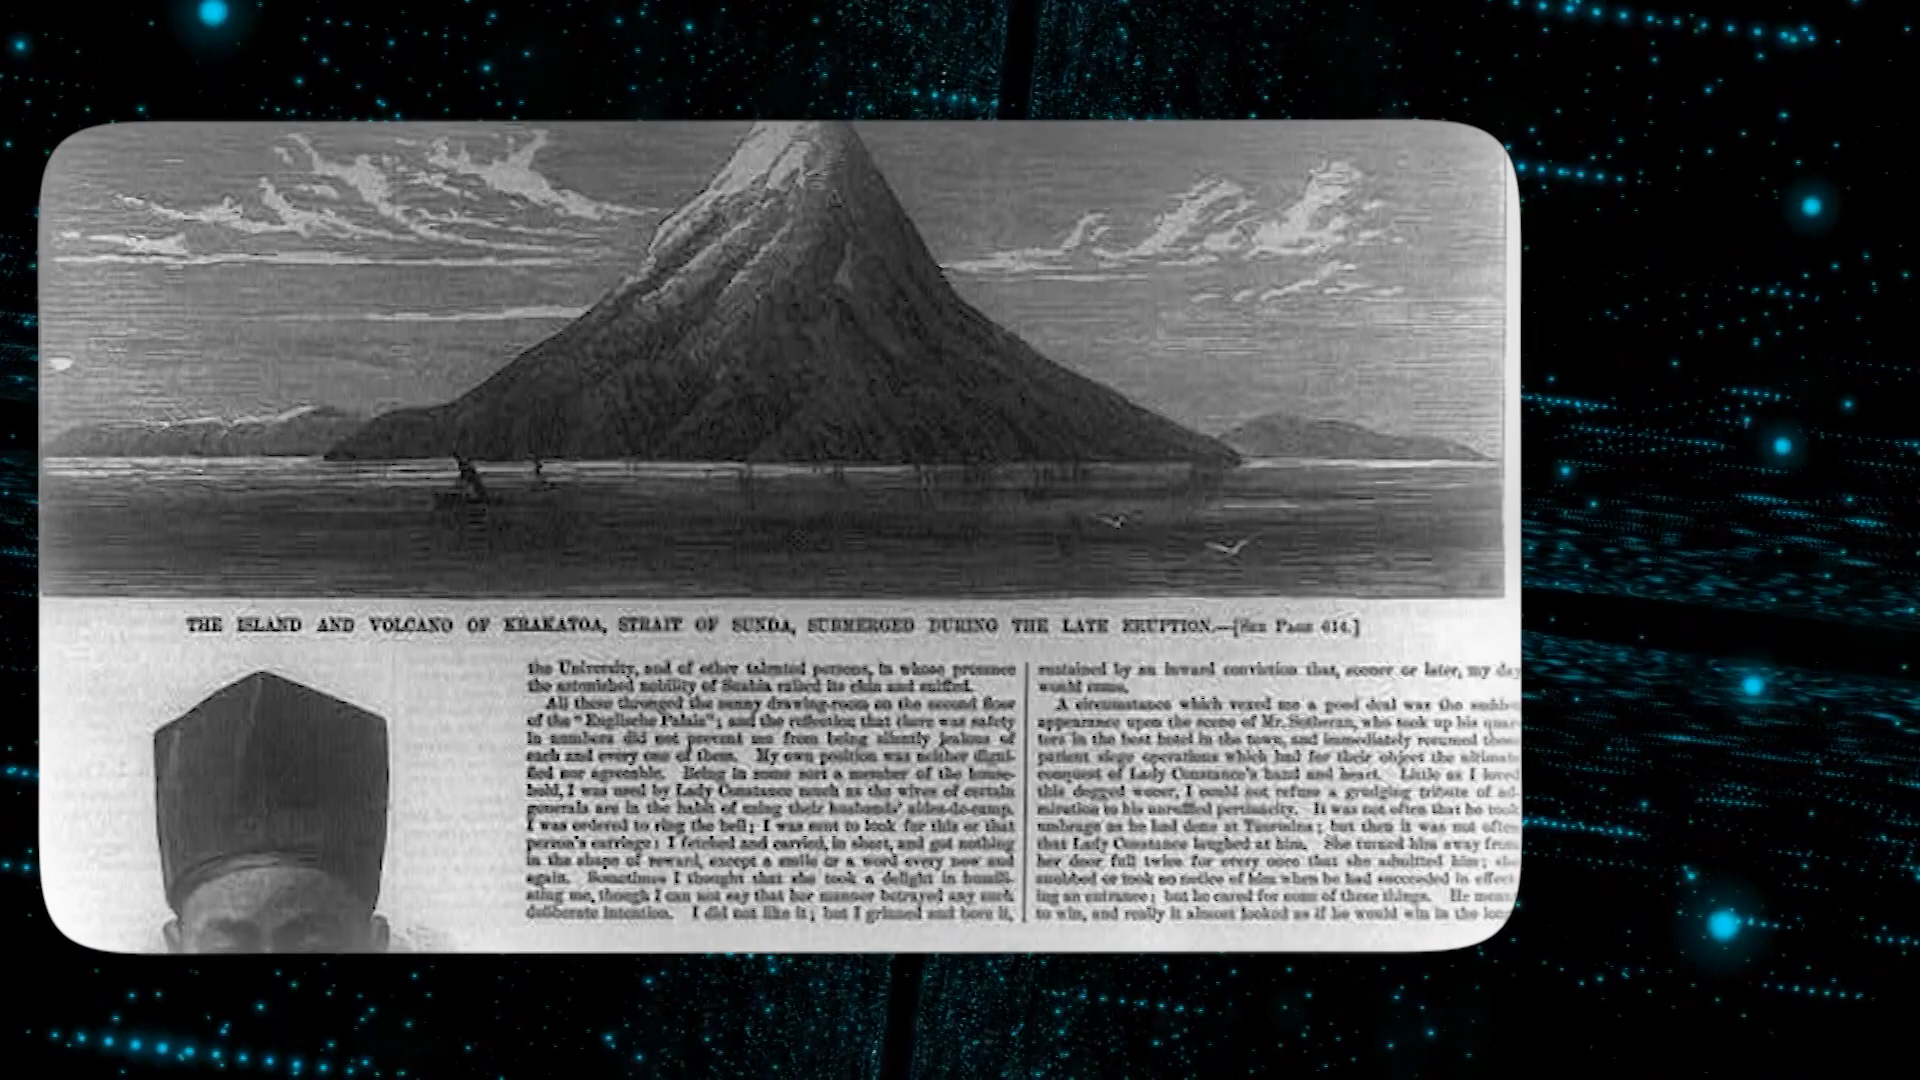 THE ISLAND AND VOLCANO OF KRAKATOA, STRAIT OF SUNDA, SUBMERGED DURING THE LATE ERUPTION.—[SEE PAGE 614.]
the University, and of other talented persons, in whose presence
the astonished nobility of Suabia raised its chin and sniffed.
All these thronged the sunny drawing-room on the second floor
of the "Englische Palais"; and the reflection that there was safety
in numbers did not prevent me from being silently jealous of
each and every one of them. My own position was neither digni-
fied nor agreeable. Being in some sort a member of the house-
hold, I was used by Lady Constance much as the wives of certain
generals are in the habit of using their husbands' aides-de-camp.
I was ordered to ring the bell; I was sent to look for this or that
person's carriage; I fetched and carried, in short, and got nothing
in the shape of reward, except a smile or a word every now and
again. Sometimes I thought that she took a delight in humili-
ating me, though I can not say that her manner betrayed any such
deliberate intention. I did not like it; but I grinned and bore it,
sustained by an inward conviction that, sooner or later, my day
would come.
A circumstance which vexed me a good deal was the sudden
appearance upon the scene of Mr. Sotheran, who took up his quar-
ters in the best hotel in the town, and immediately resumed those
patient siege operations which had for their object the ultimate
conquest of Lady Constance's hand and heart. Little as I loved
this dogged wooer, I could not refuse a grudging tribute of ad-
miration to his unruffled pertinacity. It was not often that he took
umbrage as he had done at Taormina; but then it was not often
that Lady Constance laughed at him. She turned him away from
her door full twice for every once that she admitted him; she
snubbed or took no notice of him when he had succeeded in effect-
ing an entrance; but he cared for none of these things. He meant
to win, and really it almost looked as if he would win in the long